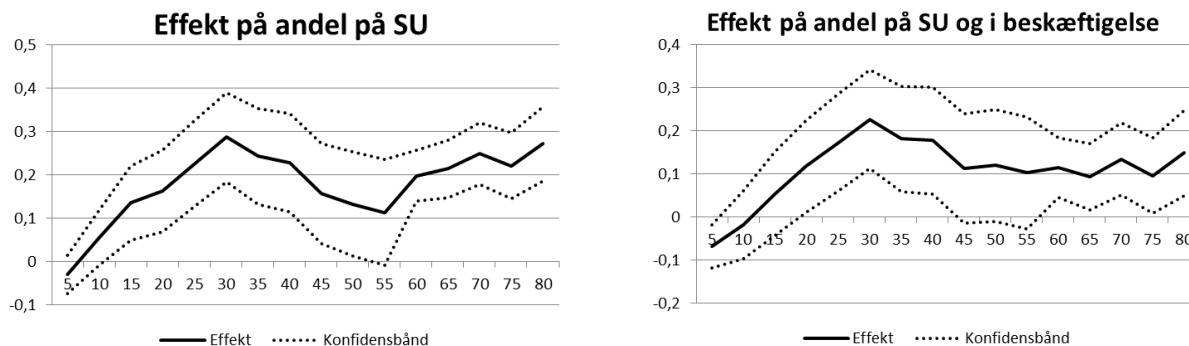 Effekt på andel på SU
0,5
0,4
0,3
0,2
0,1
0
-0,1
5 10 15 20 25 30 35 40 45 50 55 60 65 70 75 80
Effekt Konfidensbånd
Effekt på andel på SU og i beskæftigelse
0,4
0,3
0,2
0,1
0
-0,1
-0,2
5 10 15 20 25 30 35 40 45 50 55 60 65 70 75 80
Effekt Konfidensbånd